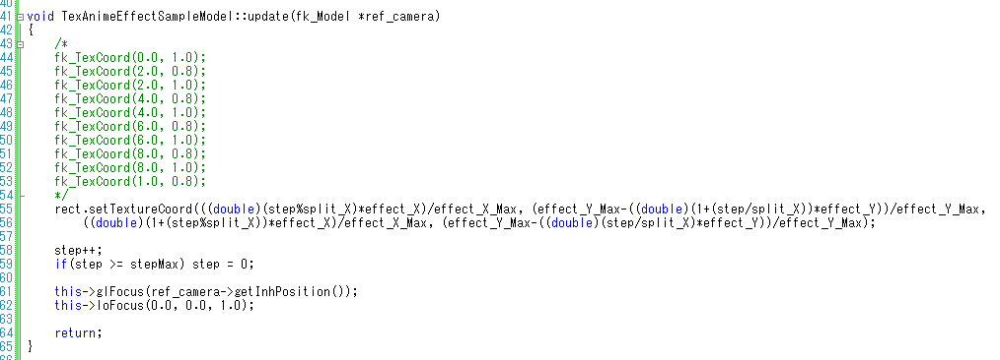 40
41 void TexAnimeEffectSampleModel::update(fk_Model *ref_camera)
42 {
43     /*
44     fk_TexCoord(0.0, 1.0);
45     fk_TexCoord(2.0, 0.8);
46     fk_TexCoord(2.0, 1.0);
47     fk_TexCoord(4.0, 0.8);
48     fk_TexCoord(4.0, 1.0);
49     fk_TexCoord(6.0, 0.8);
50     fk_TexCoord(6.0, 1.0);
51     fk_TexCoord(8.0, 0.8);
52     fk_TexCoord(8.0, 1.0);
53     fk_TexCoord(1.0, 0.8);
54     */
55     rect.setTextureCoord(((double)(step%split_X)*effect_X)/effect_X_Max, (effect_Y_Max-((double)(1+(step/split_X))*effect_Y))/effect_Y_Max,
56         ((double)(1+(step%split_X))*effect_X)/effect_X_Max, (effect_Y_Max-((double)(step/split_X)*effect_Y))/effect_Y_Max);
57
58     step++;
59     if(step >= stepMax) step = 0;
60
61     this->glFocus(ref_camera->getInhPosition());
62     this->loFocus(0.0, 0.0, 1.0);
63
64     return;
65 }
66